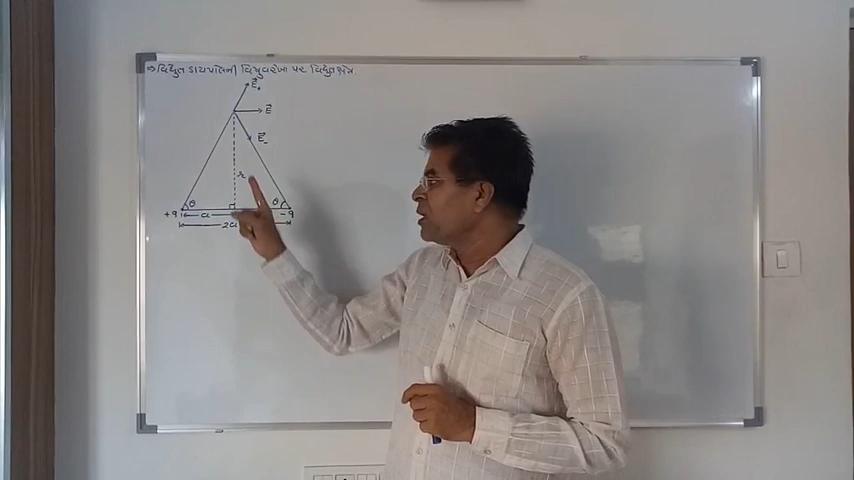 ⇒ વિદ્યુત ડાયપોલની વિષુવરેખા પર વિદ્યુતક્ષેત્ર
E⃗₊
E⃗
E⃗₋
r
θ θ
+q a -q
2a